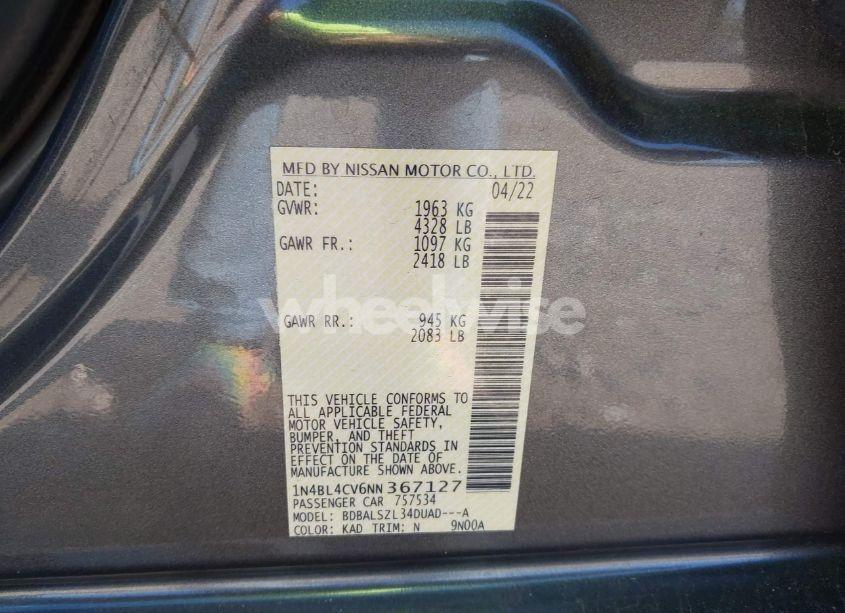 MFD BY NISSAN MOTOR CO., LTD.
DATE: 04/22
GVWR: 1963 KG
4328 LB
GAWR FR.: 1097 KG
2418 LB
GAWR RR.: 945 KG
2083 LB
THIS VEHICLE CONFORMS TO
ALL APPLICABLE FEDERAL
MOTOR VEHICLE SAFETY,
BUMPER, AND THEFT
PREVENTION STANDARDS IN
EFFECT ON THE DATE OF
MANUFACTURE SHOWN ABOVE.
1N4BL4CV6NN367127
PASSENGER CAR 757534
MODEL: BDBALSZL34DUAD---A
COLOR: KAD TRIM: N 9N00A
wheelwise